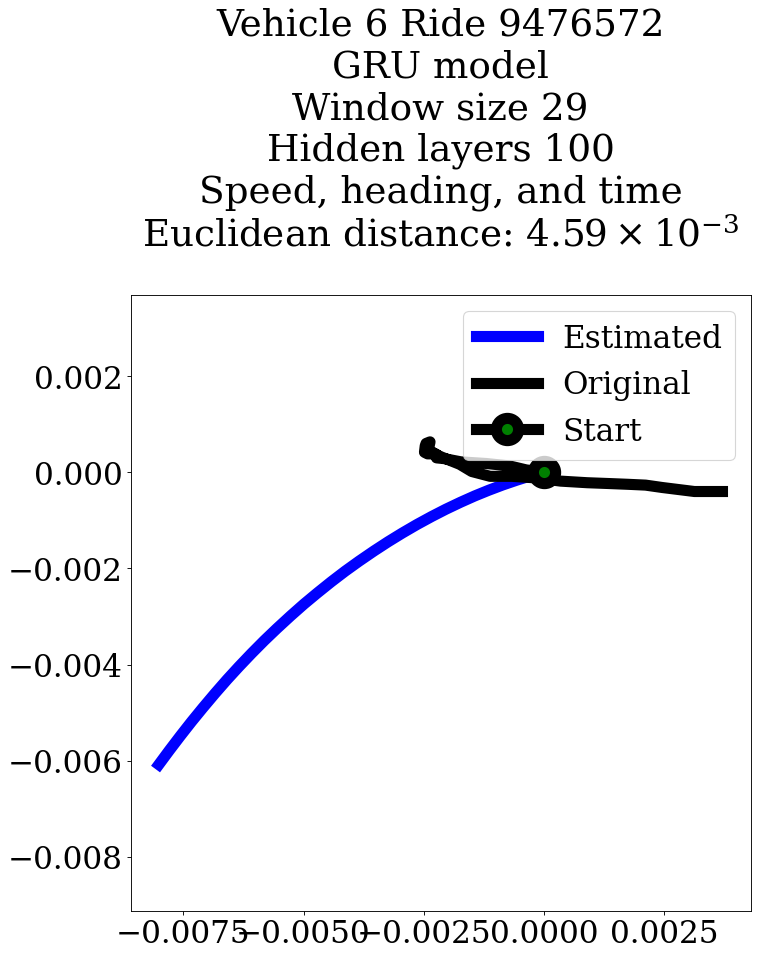 Vehicle 6 Ride 9476572
GRU model
Window size 29
Hidden layers 100
Speed, heading, and time
Euclidean distance: 4.59 × 10⁻³
Estimated
Original
Start
0.002
0.000
−0.002
−0.004
−0.006
−0.008
−0.0075 −0.0050 −0.0025 0.0000 0.0025